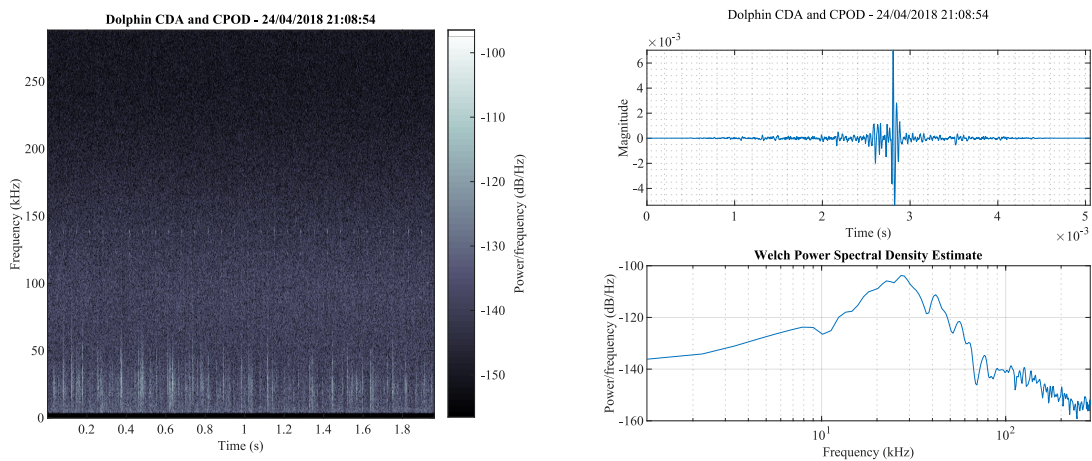 Dolphin CDA and CPOD - 24/04/2018 21:08:54
250
200
150
100
50
0
Frequency (kHz)
0.2 0.4 0.6 0.8 1 1.2 1.4 1.6 1.8
Time (s)
-100
-110
-120
-130
-140
-150
Power/frequency (dB/Hz)
Dolphin CDA and CPOD - 24/04/2018 21:08:54
×10-3
6
4
2
0
-2
-4
Magnitude
0 1 2 3 4 5
Time (s)
×10-3
Welch Power Spectral Density Estimate
-100
-120
-140
-160
Power/frequency (dB/Hz)
101 102
Frequency (kHz)